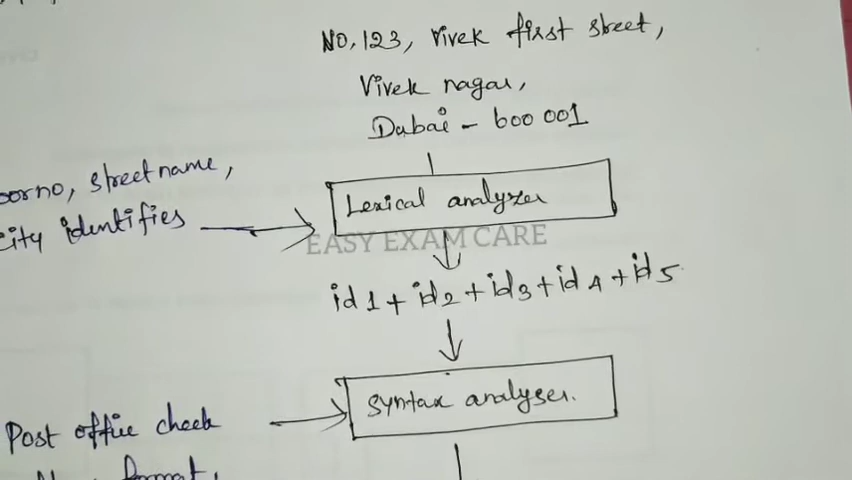 NO, 123, Vivek first street,
Vivek nagar,
Dubai - 600 001
street name,
city identifies
Lexical analyzer
EASY EXAM CARE
id1 + id2 + id3 + id4 + id5
Syntax analyser.
Post office check
format,